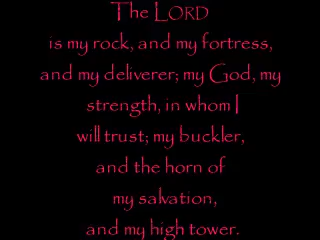 The LORD
is my rock, and my fortress,
and my deliverer; my God, my
strength, in whom I
will trust; my buckler,
and the horn of
my salvation,
and my high tower.